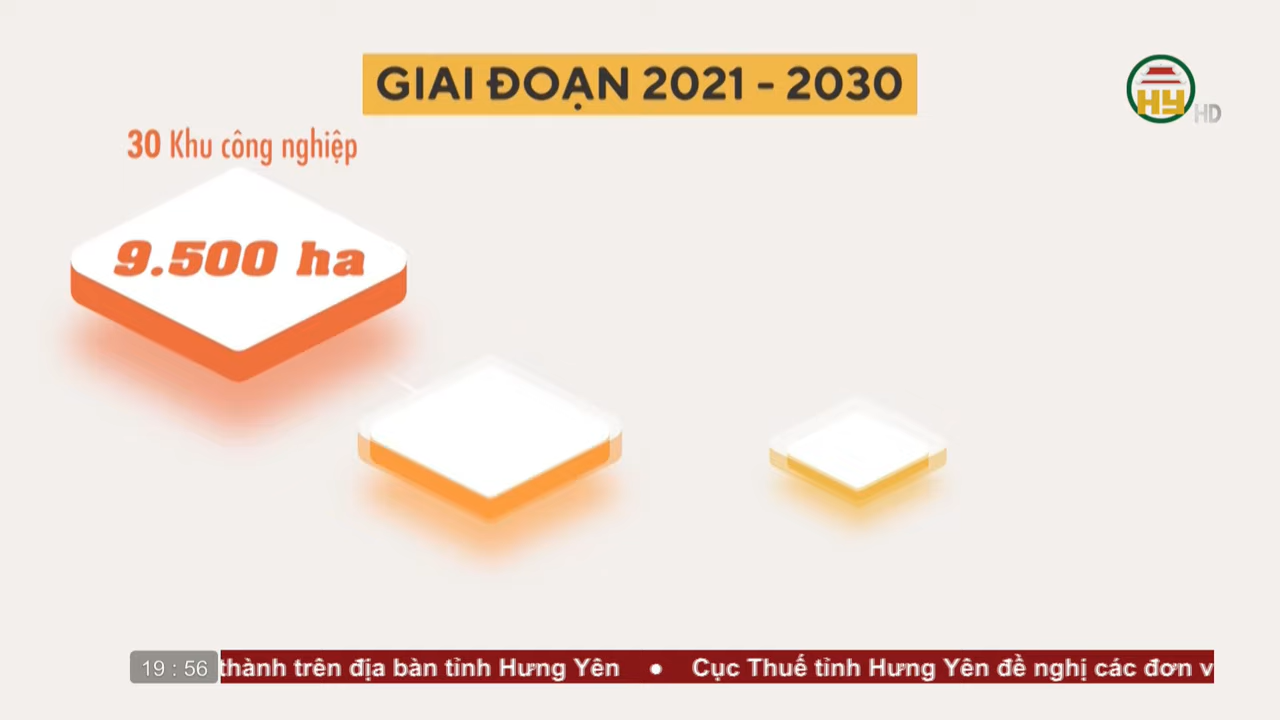 GIAI ĐOẠN 2021 - 2030
HY HD
30 Khu công nghiệp
9.500 ha
19 : 56 thành trên địa bàn tỉnh Hưng Yên • Cục Thuế tỉnh Hưng Yên đề nghị các đơn v